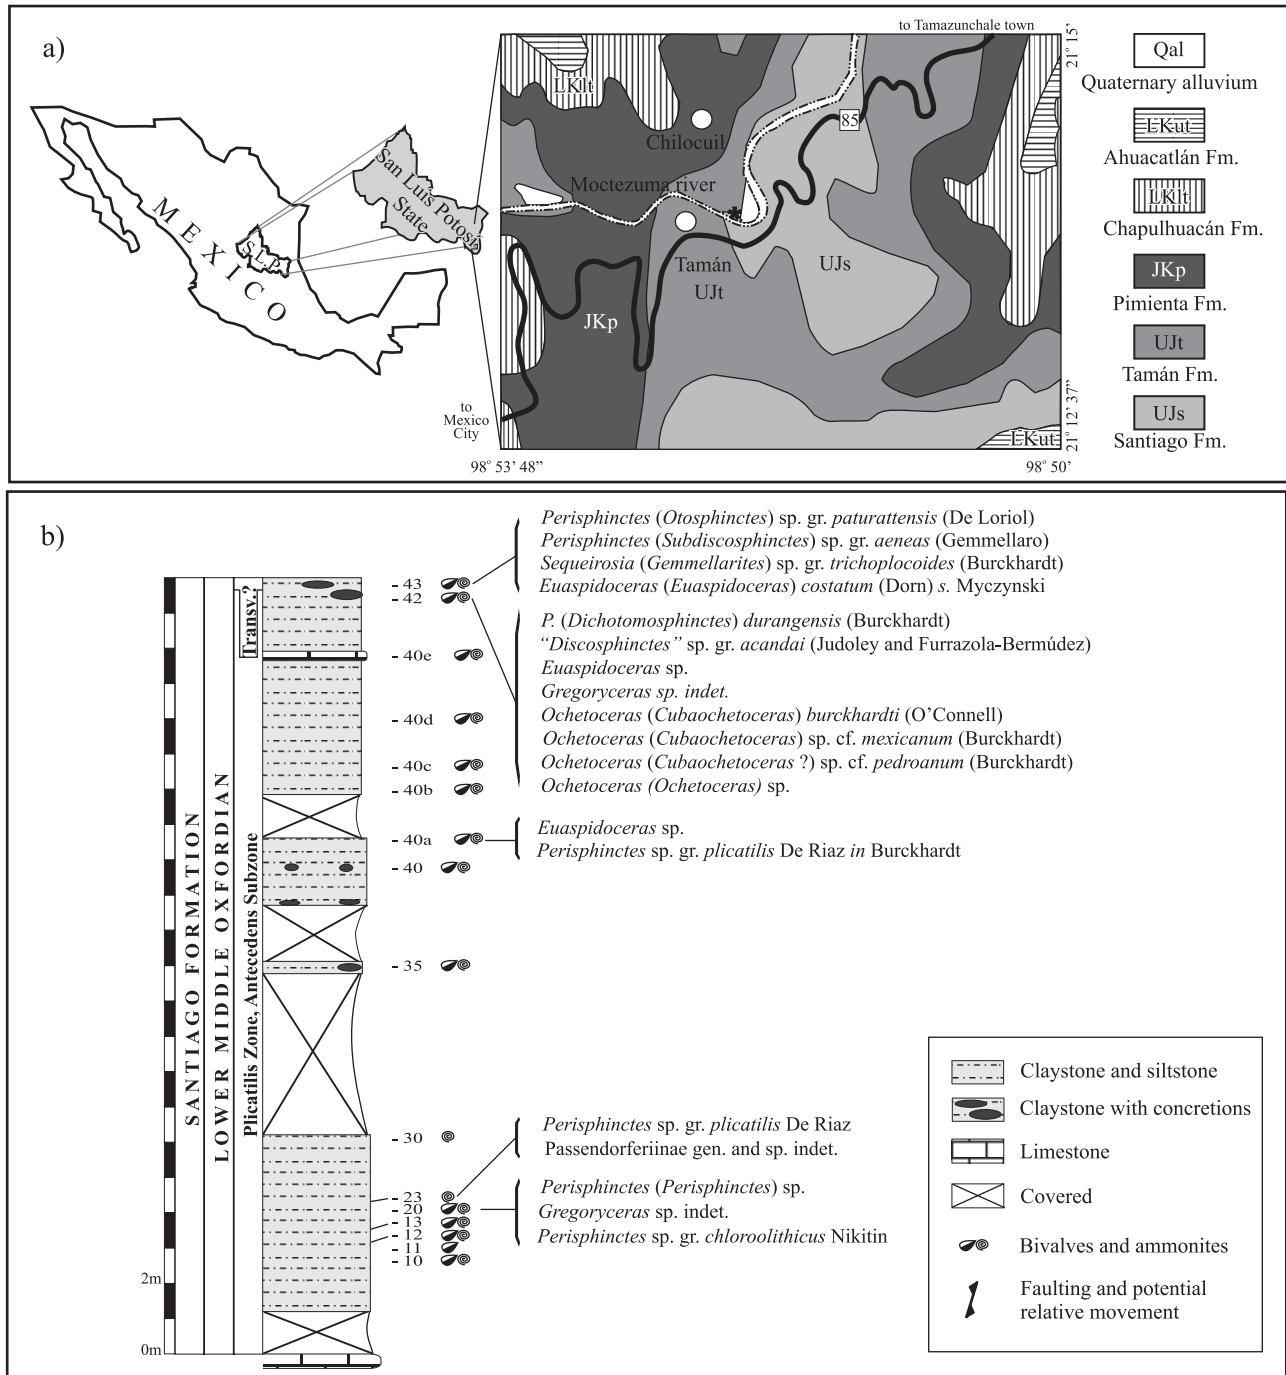 a)
MEXICO
S.L.P.
San Luis Potosí
State
to Tamazunchale town
LKlt
Chilocuil
85
Moctezuma river
*
Tamán
UJt
UJs
JKp
LKut
to
Mexico
City
98° 53' 48”
98° 50'
21° 15'
21° 12' 37”
Qal
Quaternary alluvium
LKut
Ahuacatlán Fm.
LKlt
Chapulhuacán Fm.
JKp
Pimienta Fm.
UJt
Tamán Fm.
UJs
Santiago Fm.
b)
SANTIAGO FORMATION
LOWER MIDDLE OXFORDIAN
Plicatilis Zone, Antecedens Subzone
Transv.?
2m
0m
- 43
- 42
- 40e
- 40d
- 40c
- 40b
- 40a
- 40
- 35
- 30
- 23
- 20
- 13
- 12
- 11
- 10
Perisphinctes (Otosphinctes) sp. gr. paturattensis (De Loriol)
Perisphinctes (Subdiscosphinctes) sp. gr. aeneas (Gemmellaro)
Sequeirosia (Gemmellarites) sp. gr. trichoplocoides (Burckhardt)
Euaspidoceras (Euaspidoceras) costatum (Dorn) s. Myczynski
P. (Dichotomosphinctes) durangensis (Burckhardt)
“Discosphinctes” sp. gr. acandai (Judoley and Furrazola-Bermúdez)
Euaspidoceras sp.
Gregoryceras sp. indet.
Ochetoceras (Cubaochetoceras) burckhardti (O’Connell)
Ochetoceras (Cubaochetoceras) sp. cf. mexicanum (Burckhardt)
Ochetoceras (Cubaochetoceras ?) sp. cf. pedroanum (Burckhardt)
Ochetoceras (Ochetoceras) sp.
Euaspidoceras sp.
Perisphinctes sp. gr. plicatilis De Riaz in Burckhardt
Perisphinctes sp. gr. plicatilis De Riaz
Passendorferiinae gen. and sp. indet.
Perisphinctes (Perisphinctes) sp.
Gregoryceras sp. indet.
Perisphinctes sp. gr. chloroolithicus Nikitin
Claystone and siltstone
Claystone with concretions
Limestone
Covered
Bivalves and ammonites
Faulting and potential
relative movement